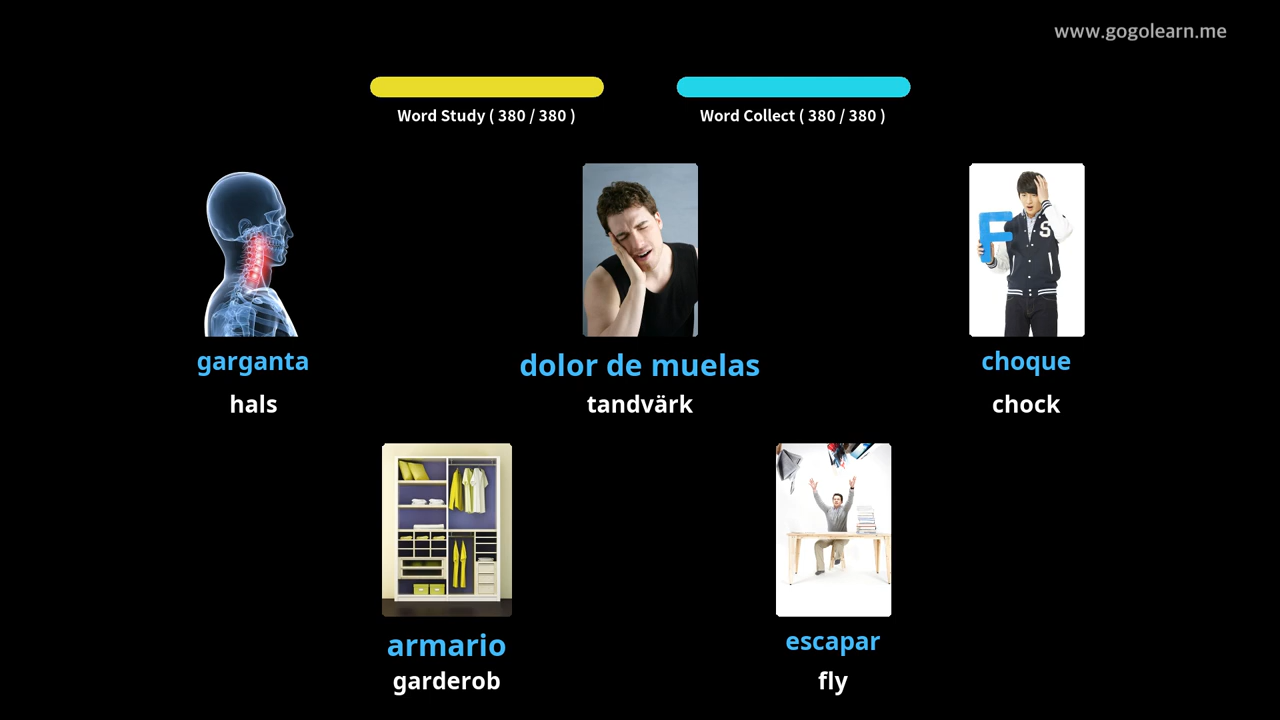 www.gogolearn.me
Word Study ( 380 / 380 )
Word Collect ( 380 / 380 )
F
S
garganta
dolor de muelas
choque
hals
tandvärk
chock
armario
escapar
garderob
fly